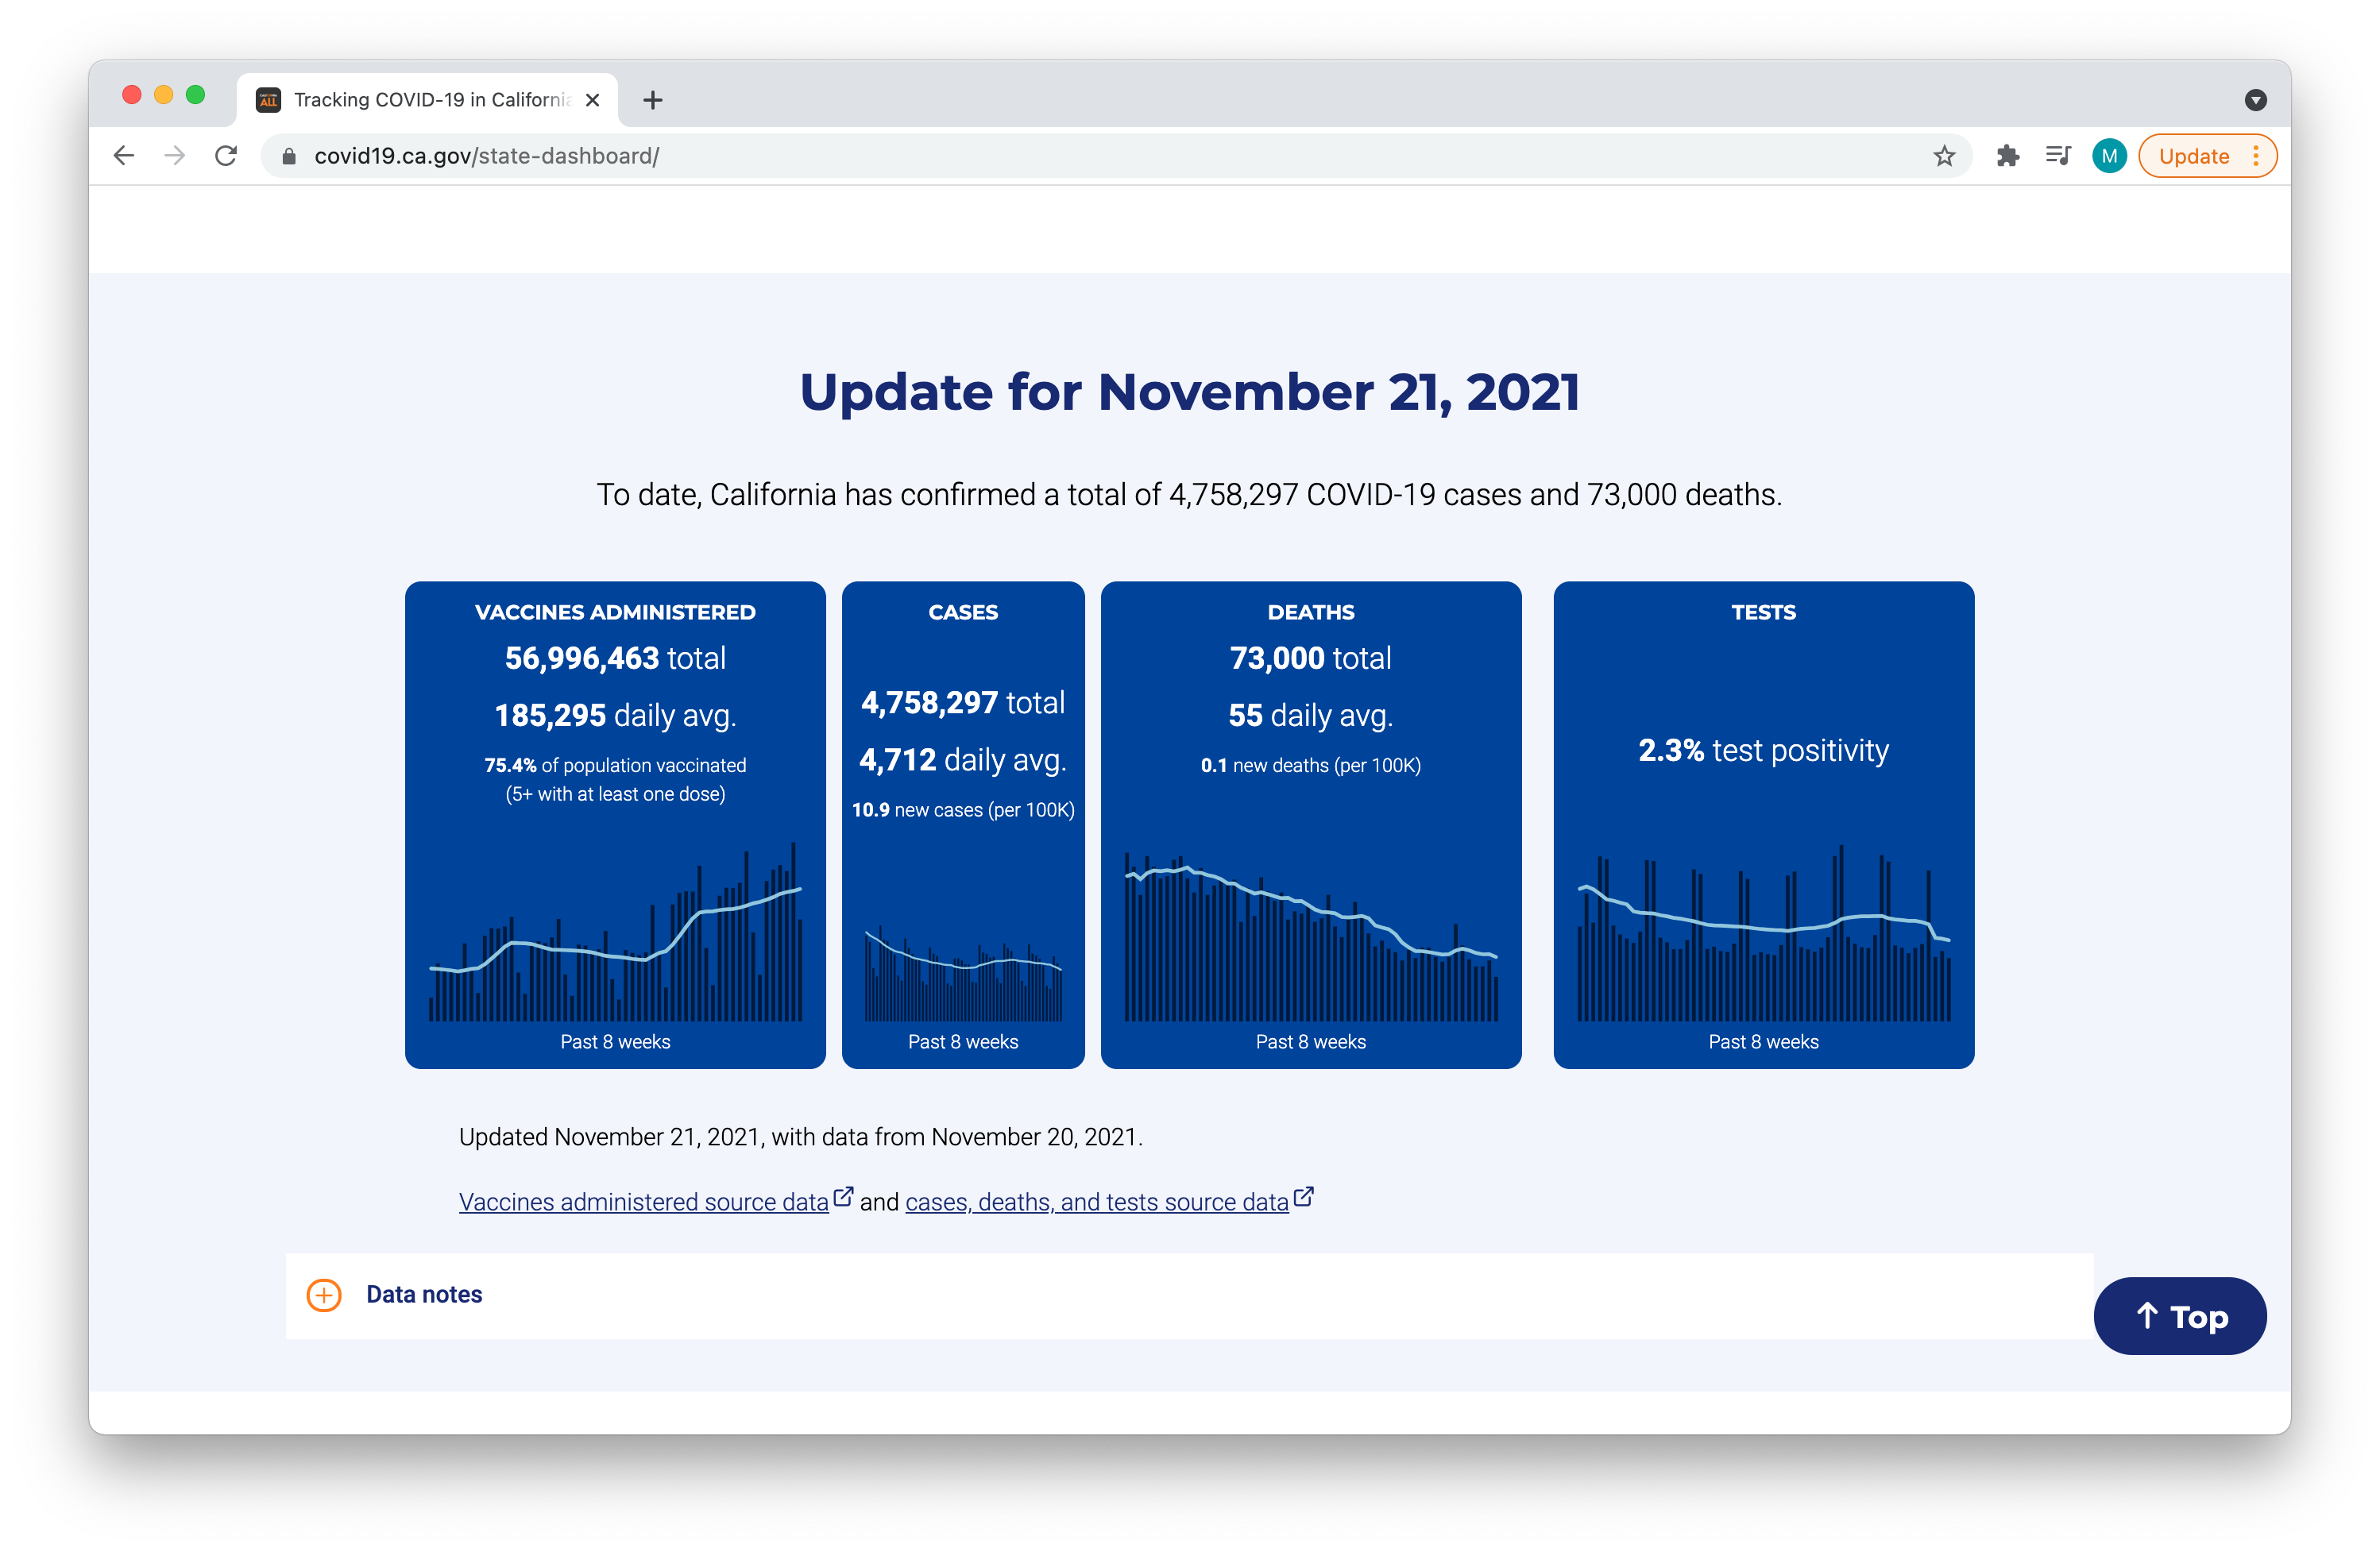 Tracking COVID-19 in California
covid19.ca.gov/state-dashboard/
M
Update
Update for November 21, 2021
To date, California has confirmed a total of 4,758,297 COVID-19 cases and 73,000 deaths.
VACCINES ADMINISTERED
56,996,463 total
185,295 daily avg.
75.4% of population vaccinated
(5+ with at least one dose)
Past 8 weeks
CASES
4,758,297 total
4,712 daily avg.
10.9 new cases (per 100K)
Past 8 weeks
DEATHS
73,000 total
55 daily avg.
0.1 new deaths (per 100K)
Past 8 weeks
TESTS
2.3% test positivity
Past 8 weeks
Updated November 21, 2021, with data from November 20, 2021.
Vaccines administered source data and cases, deaths, and tests source data
Data notes
↑ Top